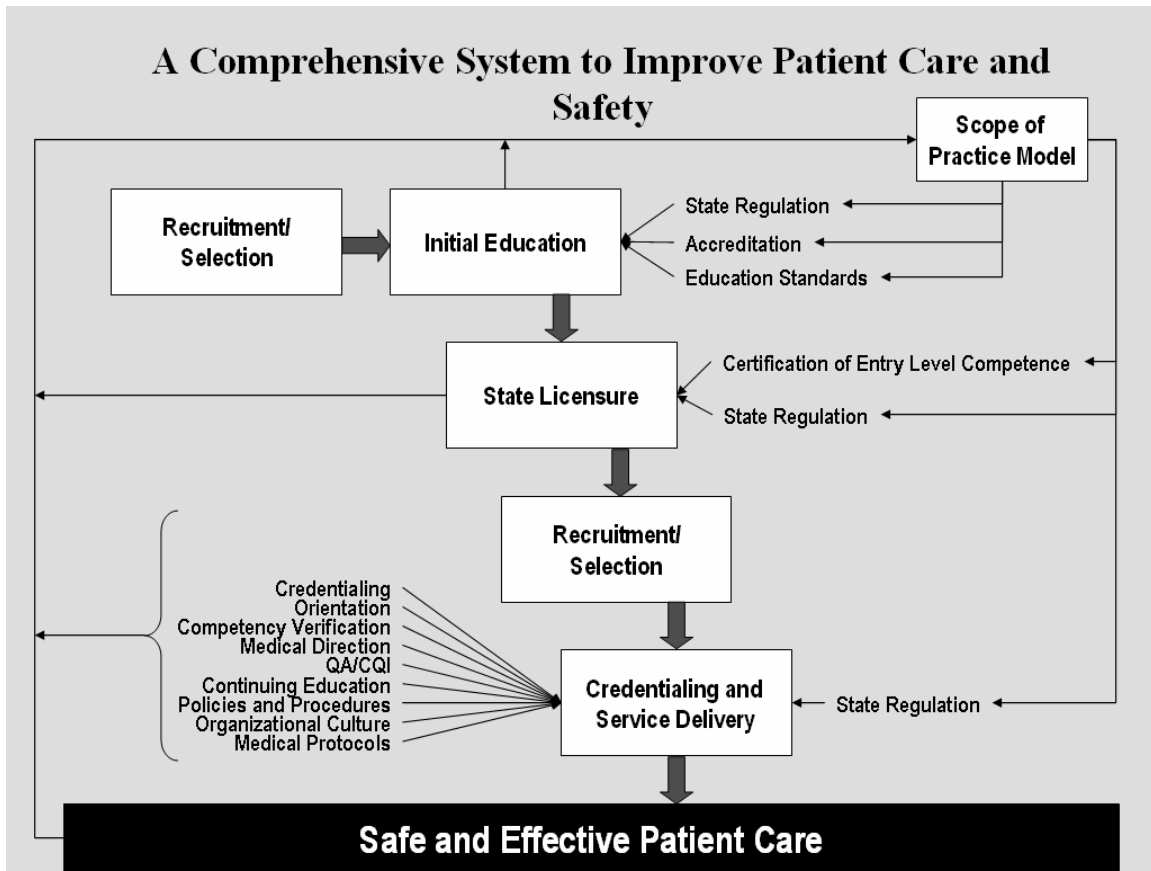 A Comprehensive System to Improve Patient Care and
Safety
Scope of
Practice Model
Recruitment/
Selection
Initial Education
State Regulation
Accreditation
Education Standards
State Licensure
Certification of Entry Level Competence
State Regulation
Recruitment/
Selection
Credentialing
Orientation
Competency Verification
Medical Direction
QA/CQI
Continuing Education
Policies and Procedures
Organizational Culture
Medical Protocols
Credentialing and
Service Delivery
State Regulation
Safe and Effective Patient Care